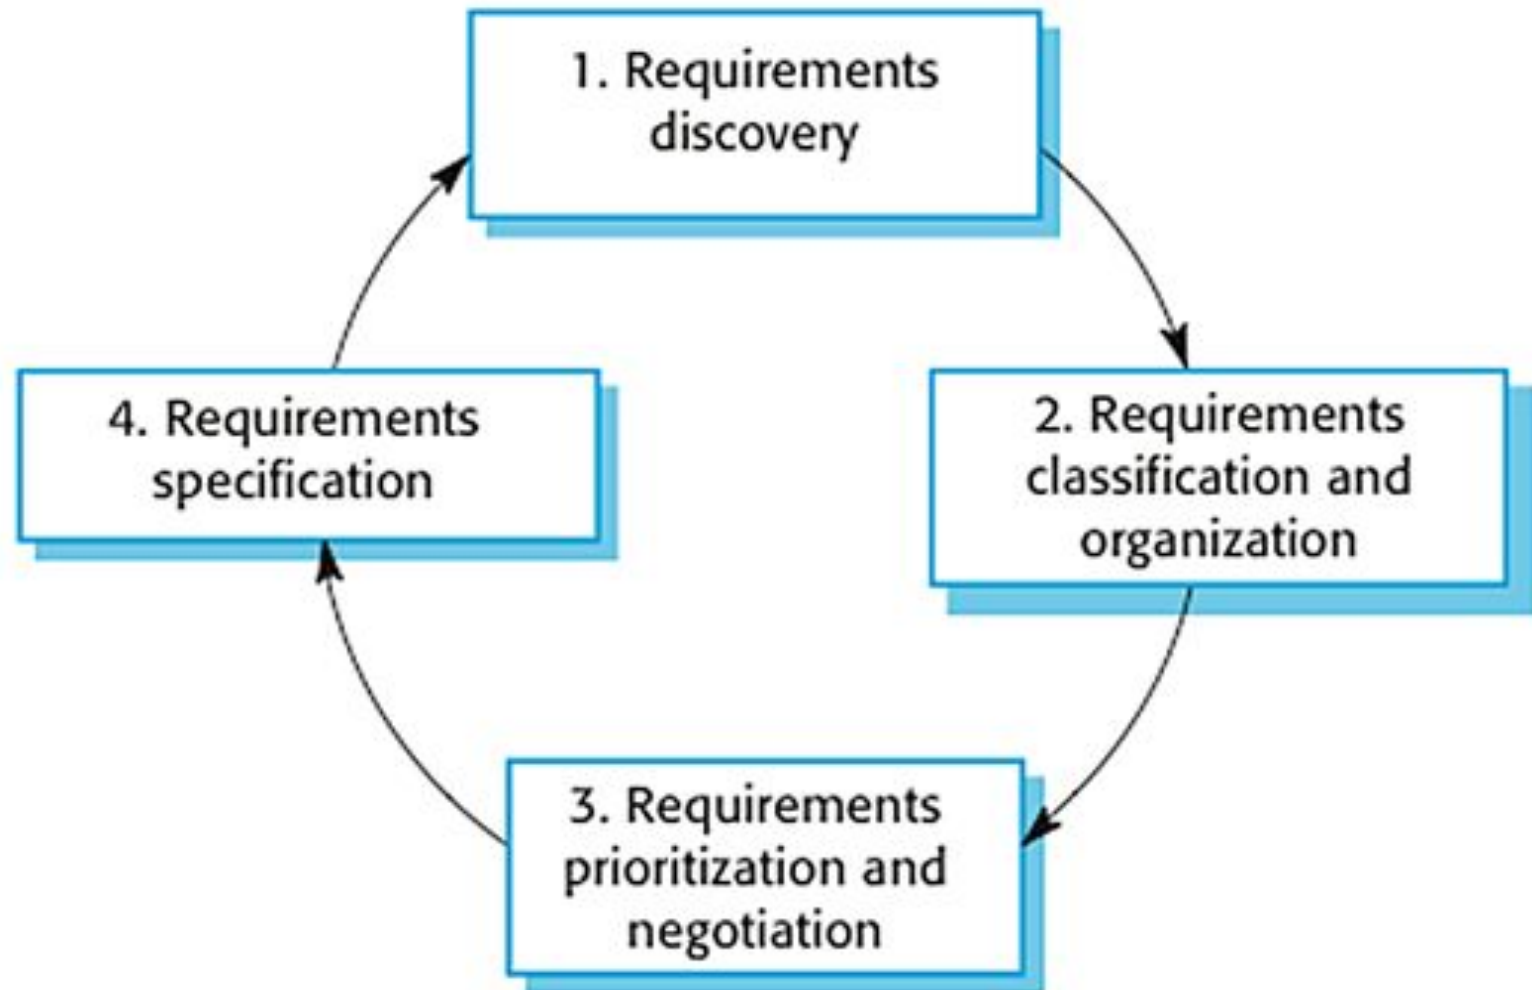 1. Requirements
discovery
2. Requirements
classification and
organization
3. Requirements
prioritization and
negotiation
4. Requirements
specification